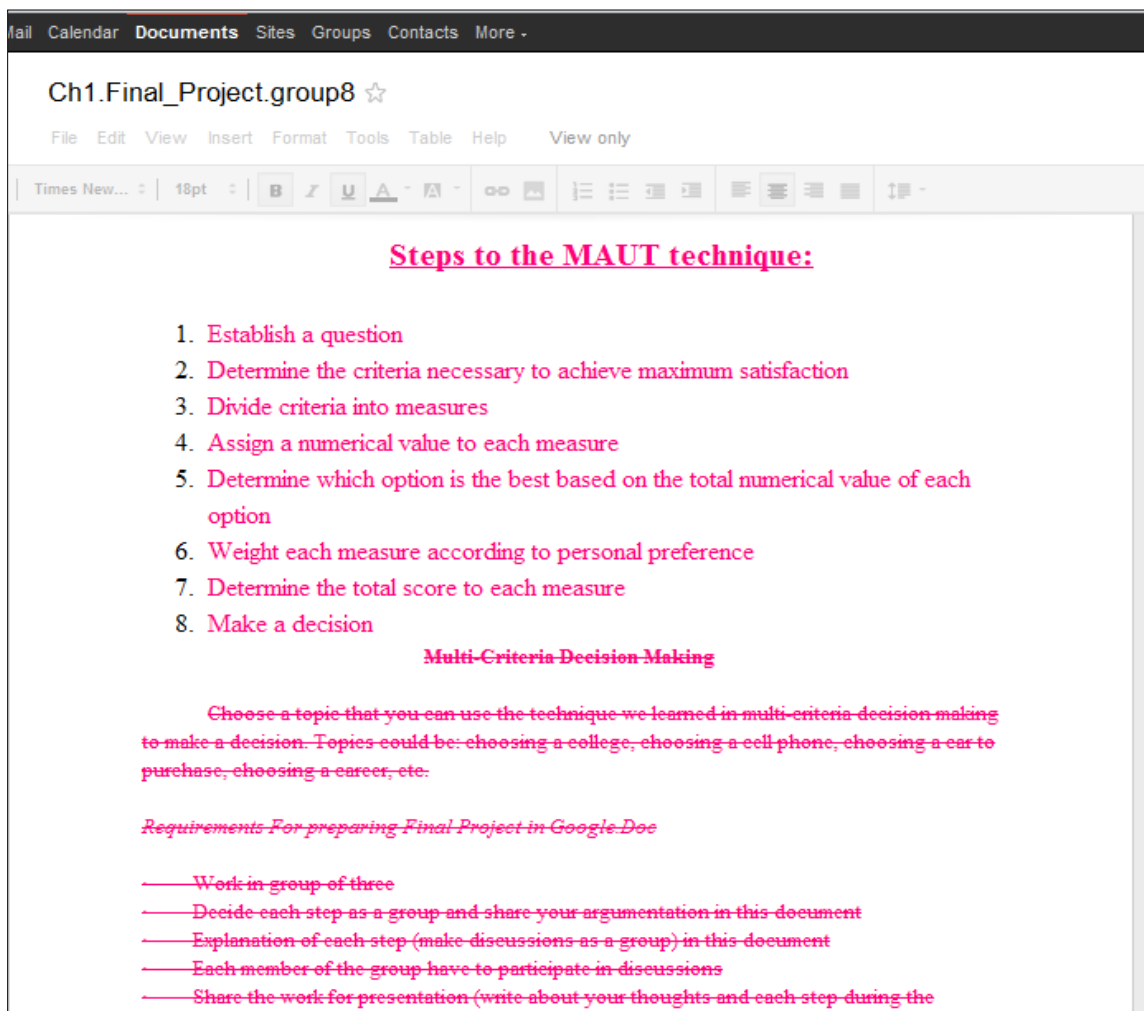 Mail Calendar Documents Sites Groups Contacts More
Ch1.Final_Project.group8
File Edit View Insert Format Tools Table Help View only
Times New... 18pt B I U A A
Steps to the MAUT technique:
1. Establish a question
2. Determine the criteria necessary to achieve maximum satisfaction
3. Divide criteria into measures
4. Assign a numerical value to each measure
5. Determine which option is the best based on the total numerical value of each
option
6. Weight each measure according to personal preference
7. Determine the total score to each measure
8. Make a decision
Multi-Criteria Decision Making
Choose a topic that you can use the technique we learned in multi-criteria decision making
to make a decision. Topics could be: choosing a college, choosing a cell phone, choosing a car to
purchase, choosing a career, etc.
Requirements For preparing Final Project in Google.Doc
· Work in group of three
· Decide each step as a group and share your argumentation in this document
· Explanation of each step (make discussions as a group) in this document
· Each member of the group have to participate in discussions
· Share the work for presentation (write about your thoughts and each step during the